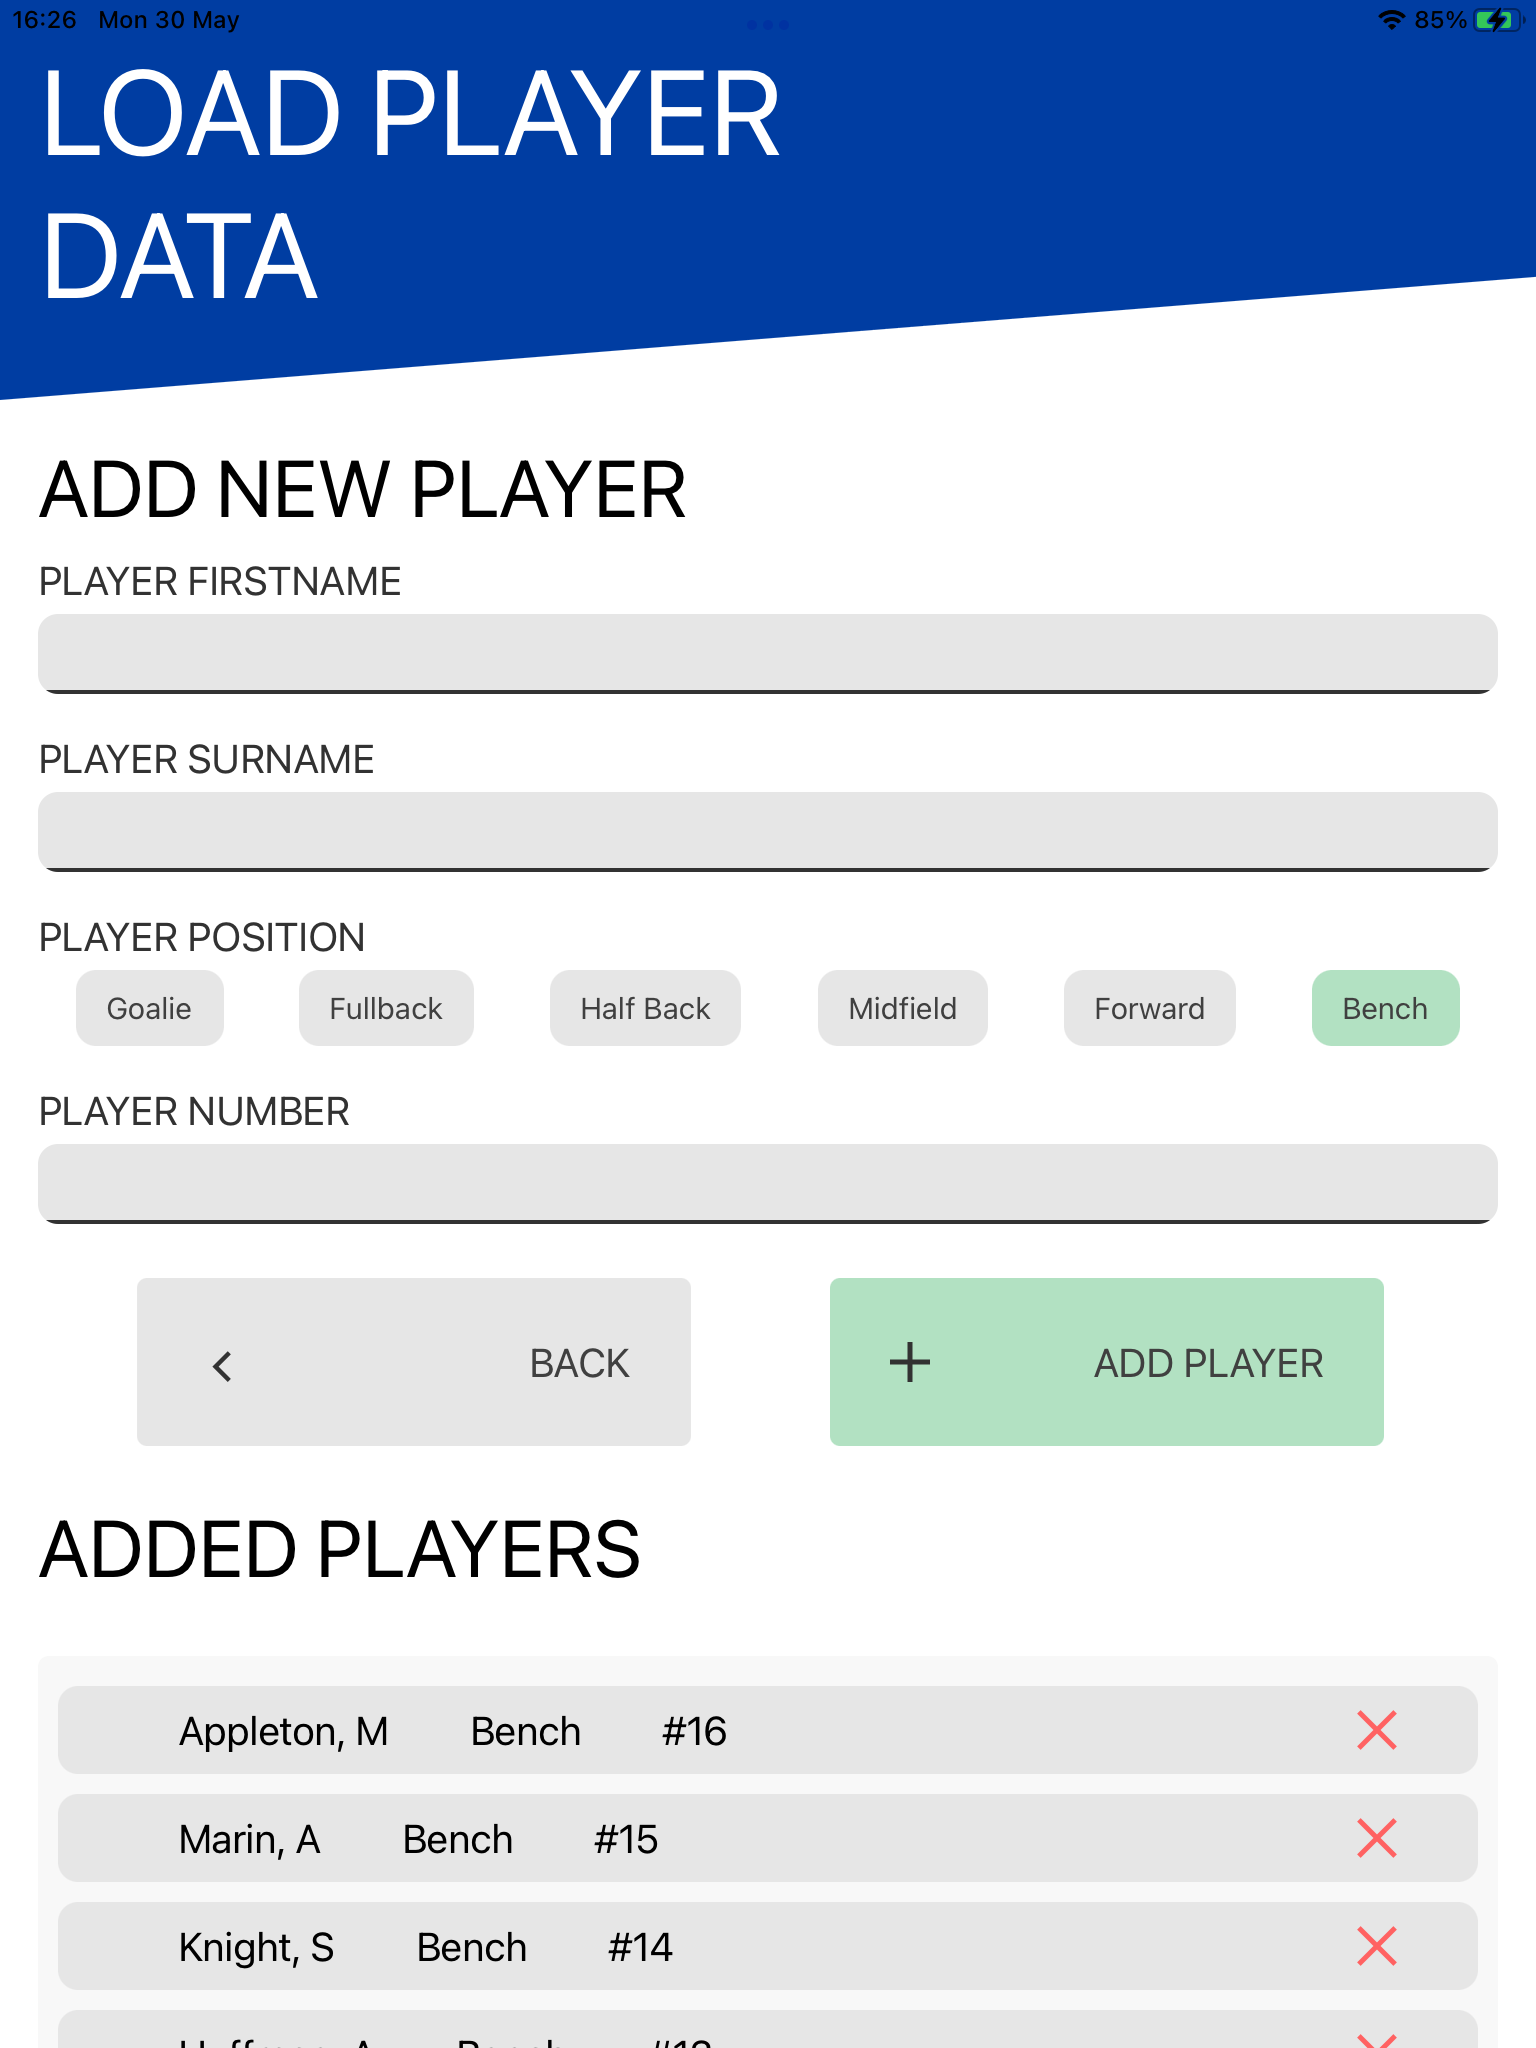 16:26 Mon 30 May 85%
LOAD PLAYER
DATA
ADD NEW PLAYER
PLAYER FIRSTNAME
PLAYER SURNAME
PLAYER POSITION
Goalie Fullback Half Back Midfield Forward Bench
PLAYER NUMBER
BACK ADD PLAYER
ADDED PLAYERS
Appleton, M Bench #16
Marin, A Bench #15
Knight, S Bench #14
Bench